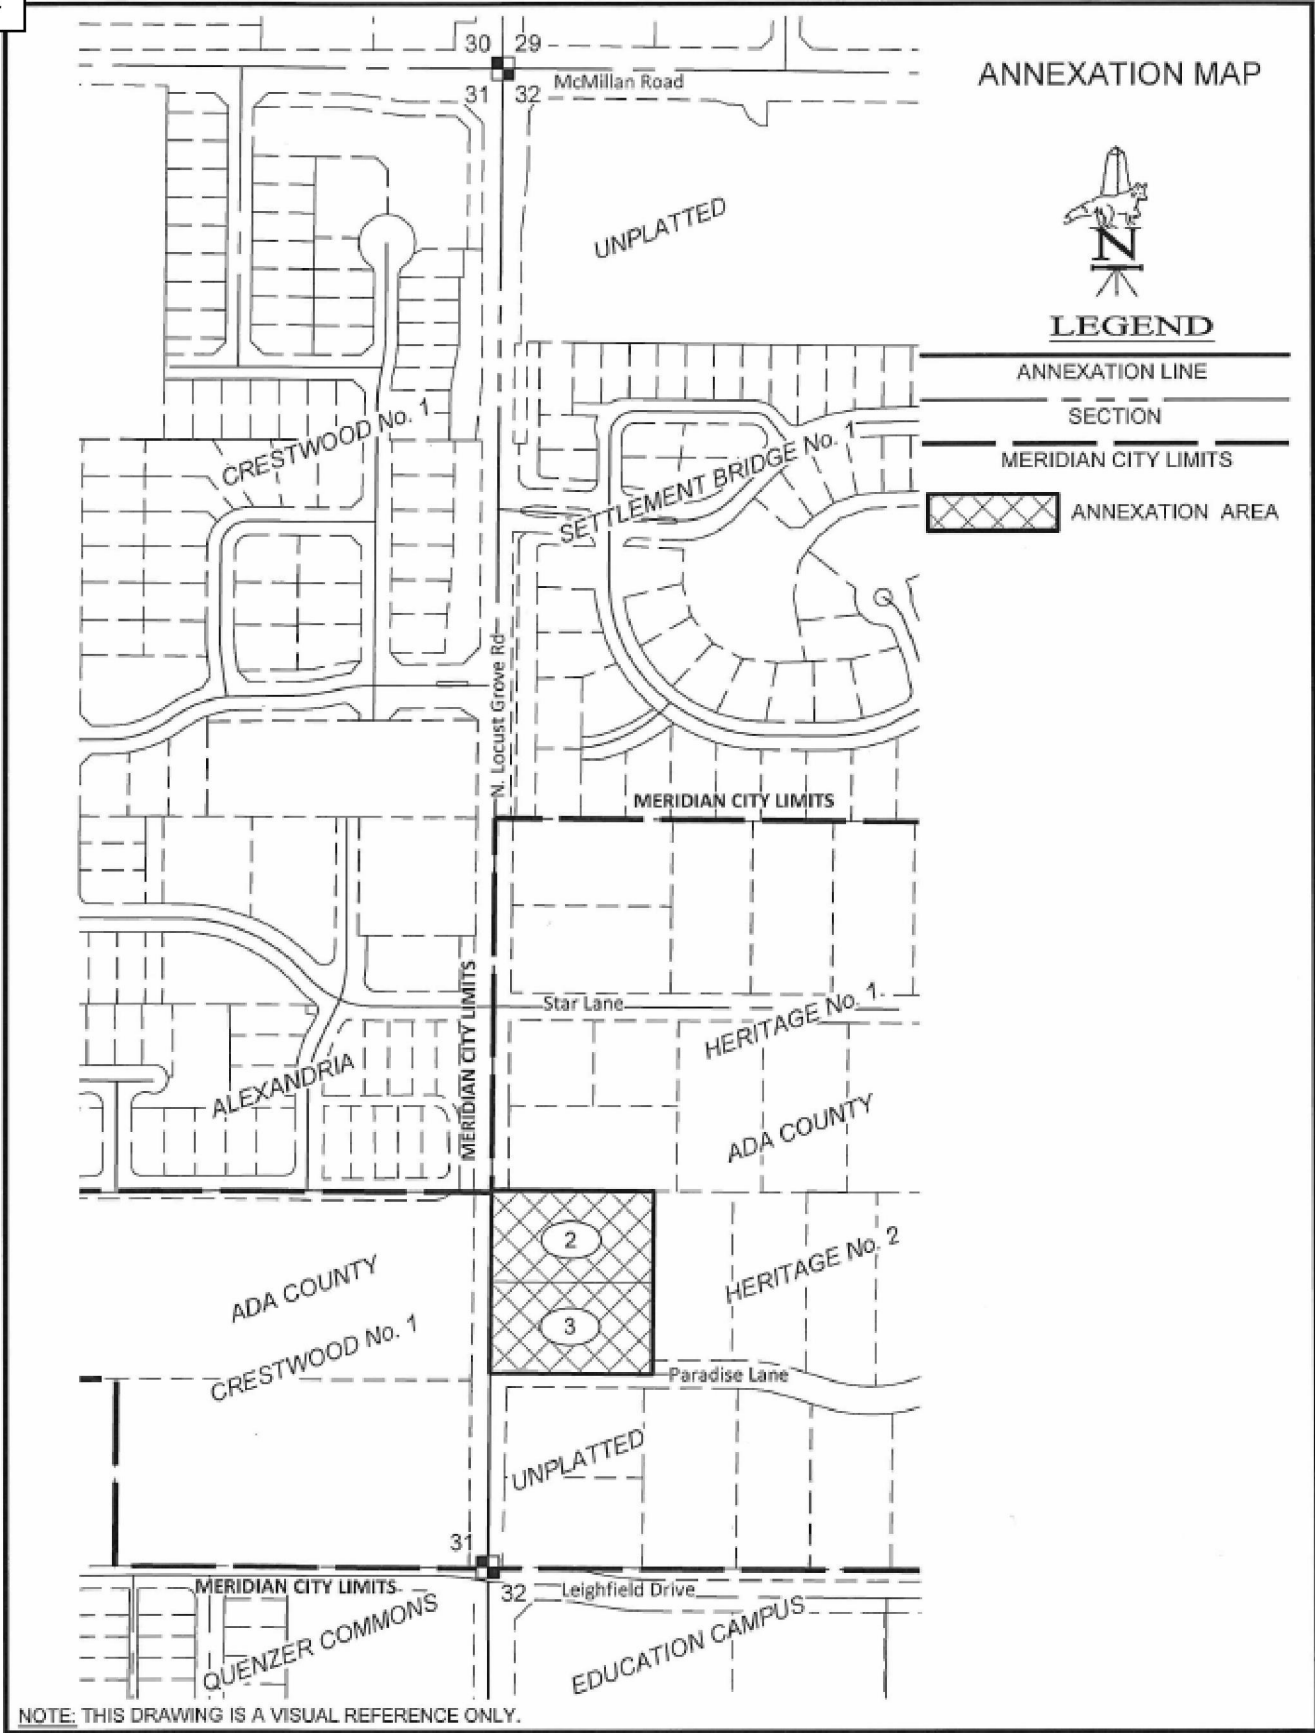 30 29
McMillan Road
31 32
ANNEXATION MAP
UNPLATTED
N
LEGEND
ANNEXATION LINE
SECTION
MERIDIAN CITY LIMITS
ANNEXATION AREA
CRESTWOOD No. 1
SETTLEMENT BRIDGE No. 1
N. Locust Grove Rd
MERIDIAN CITY LIMITS
MERIDIAN CITY LIMITS
Star Lane
HERITAGE No. 1.
ALEXANDRIA
ADA COUNTY
2
HERITAGE No. 2
ADA COUNTY
3
CRESTWOOD No. 1
Paradise Lane
UNPLATTED
31
MERIDIAN CITY LIMITS
32
Leighfield Drive
QUENZER COMMONS
EDUCATION CAMPUS
NOTE: THIS DRAWING IS A VISUAL REFERENCE ONLY.